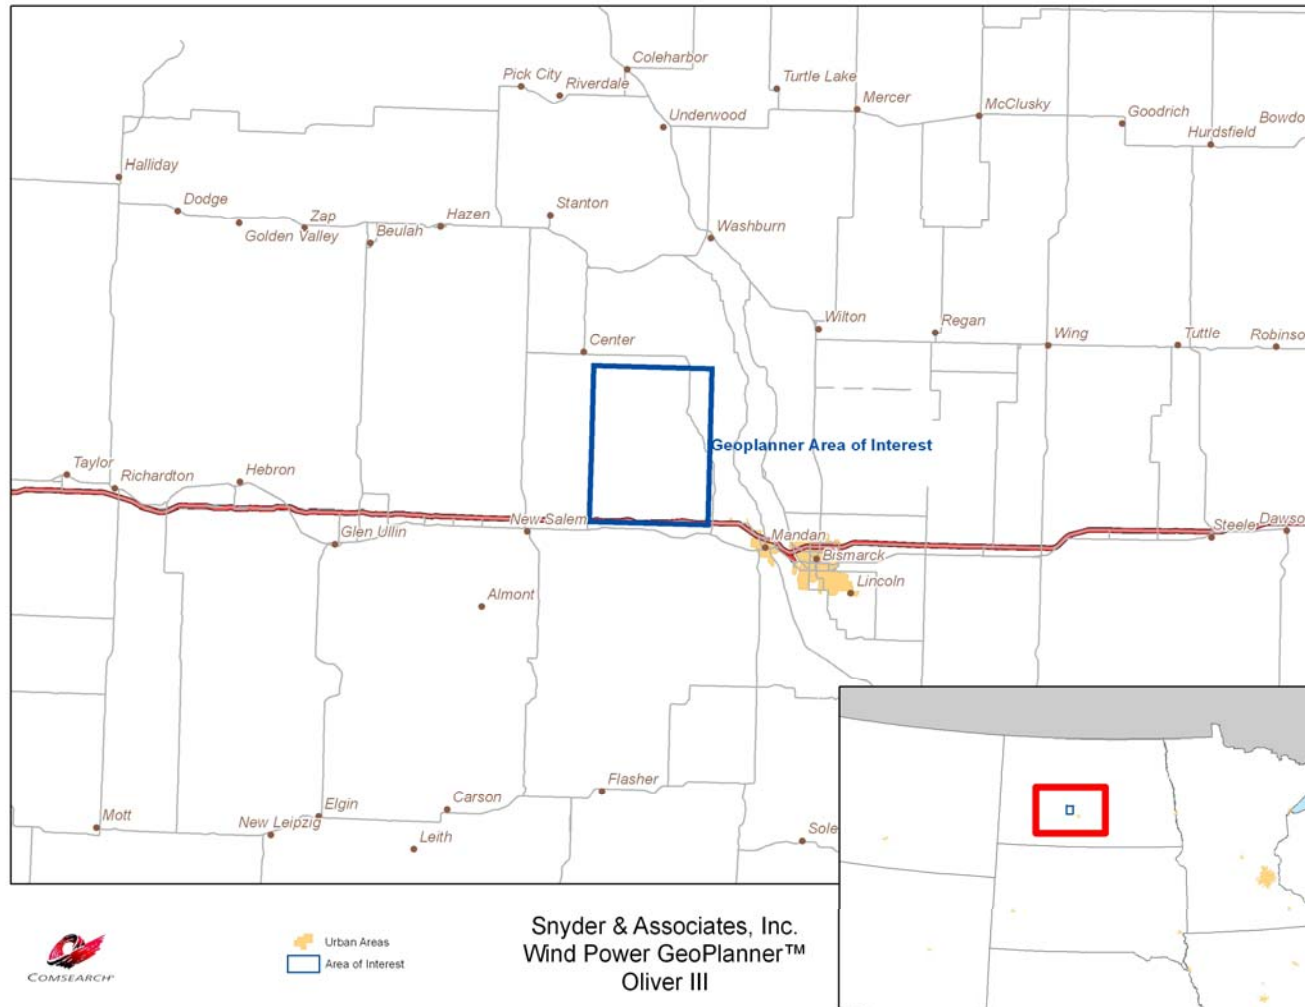 Coleharbor
Pick City
Riverdale
Turtle Lake
Mercer
McClusky
Goodrich
Bowdo
Underwood
Hurdsfield
Halliday
Dodge
Golden Valley
Zap
Beulah
Hazen
Stanton
Washburn
Wilton
Regan
Wing
Tuttle
Robinso
Center
Geoplanner Area of Interest
Taylor
Richardton
Hebron
Glen Ullin
New Salem
Mandan
Bismarck
Lincoln
Steele
Dawso
Almont
Flasher
Mott
New Leipzig
Elgin
Carson
Leith
Sole
COMSEARCH
Urban Areas
Area of Interest
Snyder & Associates, Inc.
Wind Power GeoPlanner™
Oliver III